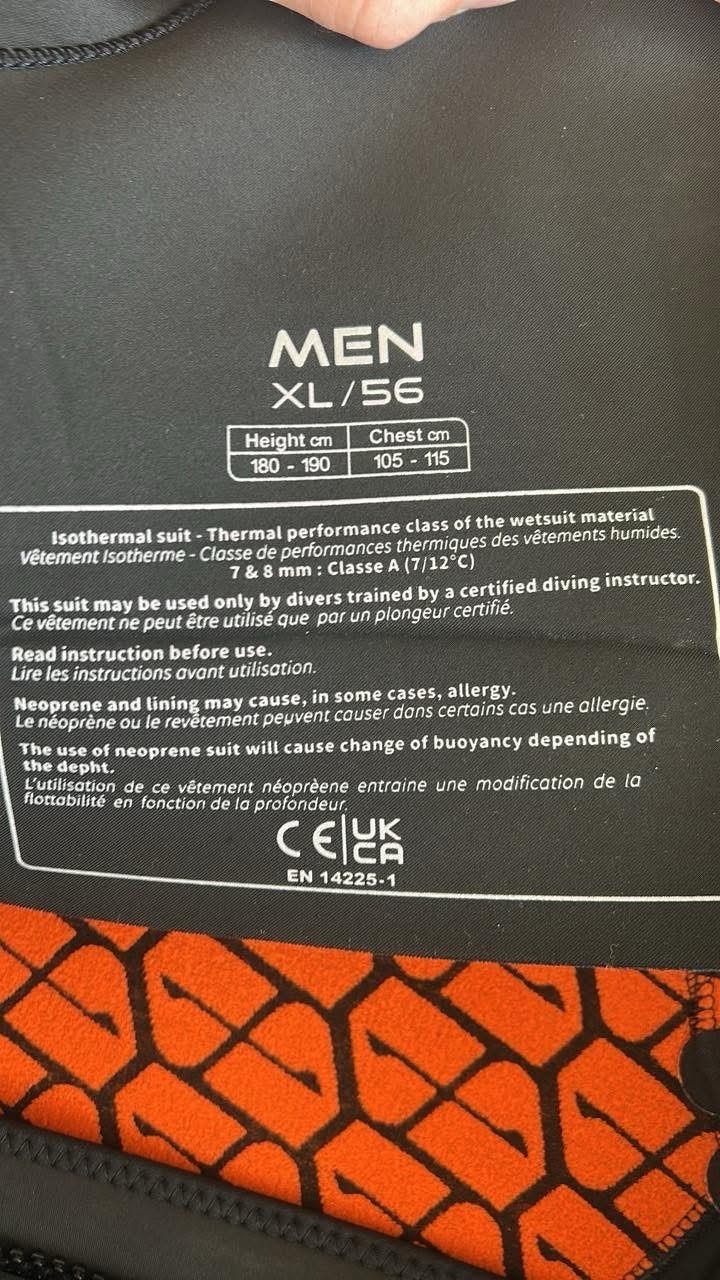 MEN
XL/56
Height cm Chest cm
180 - 190 105 - 115
Isothermal suit - Thermal performance class of the wetsuit material
Vêtement Isotherme - Classe de performances thermiques des vêtements humides.
7 & 8 mm : Classe A (7/12°C)
This suit may be used only by divers trained by a certified diving instructor.
Ce vêtement ne peut être utilisé que par un plongeur certifié.
Read instruction before use.
Lire les instructions avant utilisation.
Neoprene and lining may cause, in some cases, allergy.
Le néoprène ou le revêtement peuvent causer dans certains cas une allergie.
The use of neoprene suit will cause change of buoyancy depending of
the depht.
L'utilisation de ce vêtement néoprèene entraine une modification de la
flottabilité en fonction de la profondeur.
CE UK
CA
EN 14225-1